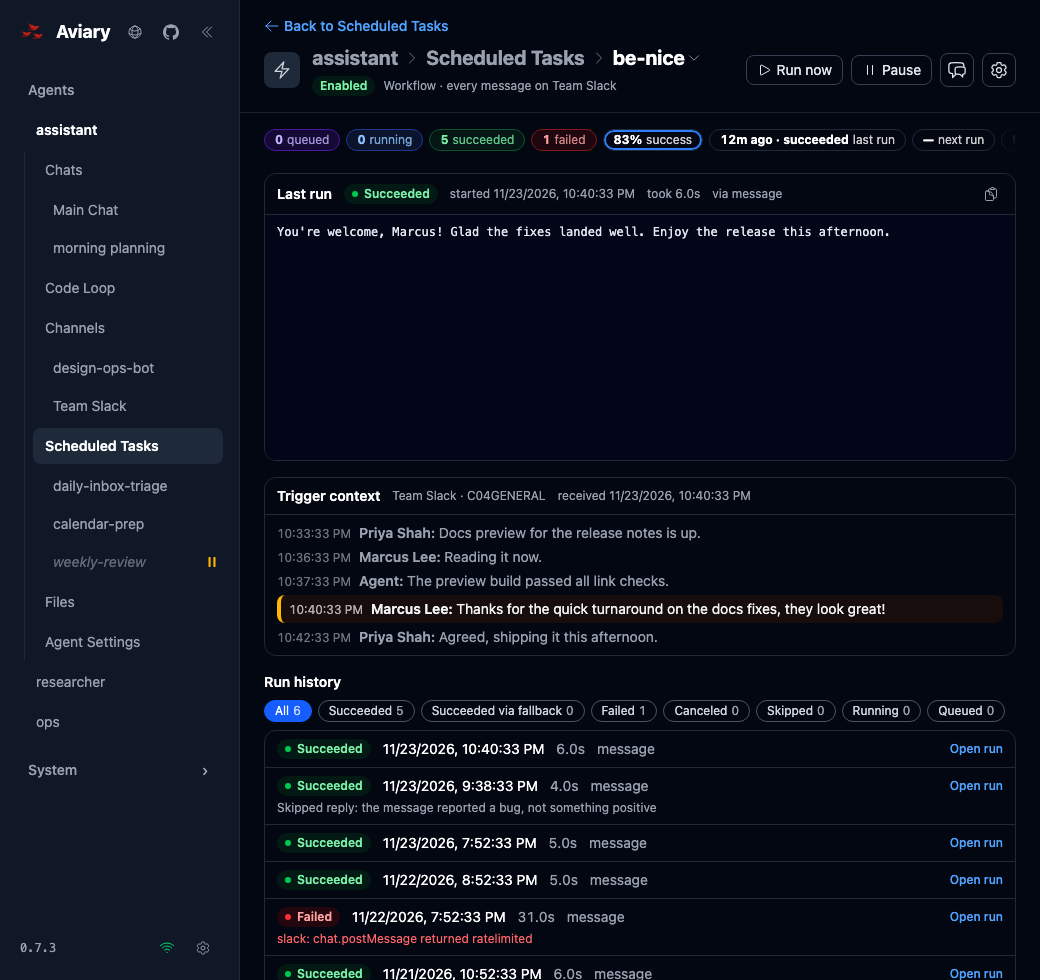 Aviary
Agents
assistant
Chats
Main Chat
morning planning
Code Loop
Channels
design-ops-bot
Team Slack
Scheduled Tasks
daily-inbox-triage
calendar-prep
weekly-review
Files
Agent Settings
researcher
ops
System
0.7.3
← Back to Scheduled Tasks
assistant > Scheduled Tasks > be-nice
Enabled Workflow · every message on Team Slack
Run now Pause
0 queued 0 running 5 succeeded 1 failed 83% success 12m ago · succeeded last run — next run
Last run Succeeded started 11/23/2026, 10:40:33 PM took 6.0s via message
You're welcome, Marcus! Glad the fixes landed well. Enjoy the release this afternoon.
Trigger context Team Slack · C04GENERAL received 11/23/2026, 10:40:33 PM
10:33:33 PM Priya Shah: Docs preview for the release notes is up.
10:36:33 PM Marcus Lee: Reading it now.
10:37:33 PM Agent: The preview build passed all link checks.
10:40:33 PM Marcus Lee: Thanks for the quick turnaround on the docs fixes, they look great!
10:42:33 PM Priya Shah: Agreed, shipping it this afternoon.
Run history
All 6 Succeeded 5 Succeeded via fallback 0 Failed 1 Canceled 0 Skipped 0 Running 0 Queued 0
Succeeded 11/23/2026, 10:40:33 PM 6.0s message Open run
Succeeded 11/23/2026, 9:38:33 PM 4.0s message Open run
Skipped reply: the message reported a bug, not something positive
Succeeded 11/23/2026, 7:52:33 PM 5.0s message Open run
Succeeded 11/22/2026, 8:52:33 PM 5.0s message Open run
Failed 11/22/2026, 7:52:33 PM 31.0s message Open run
slack: chat.postMessage returned ratelimited
Succeeded 11/21/2026, 10:52:33 PM 6.0s message Open run